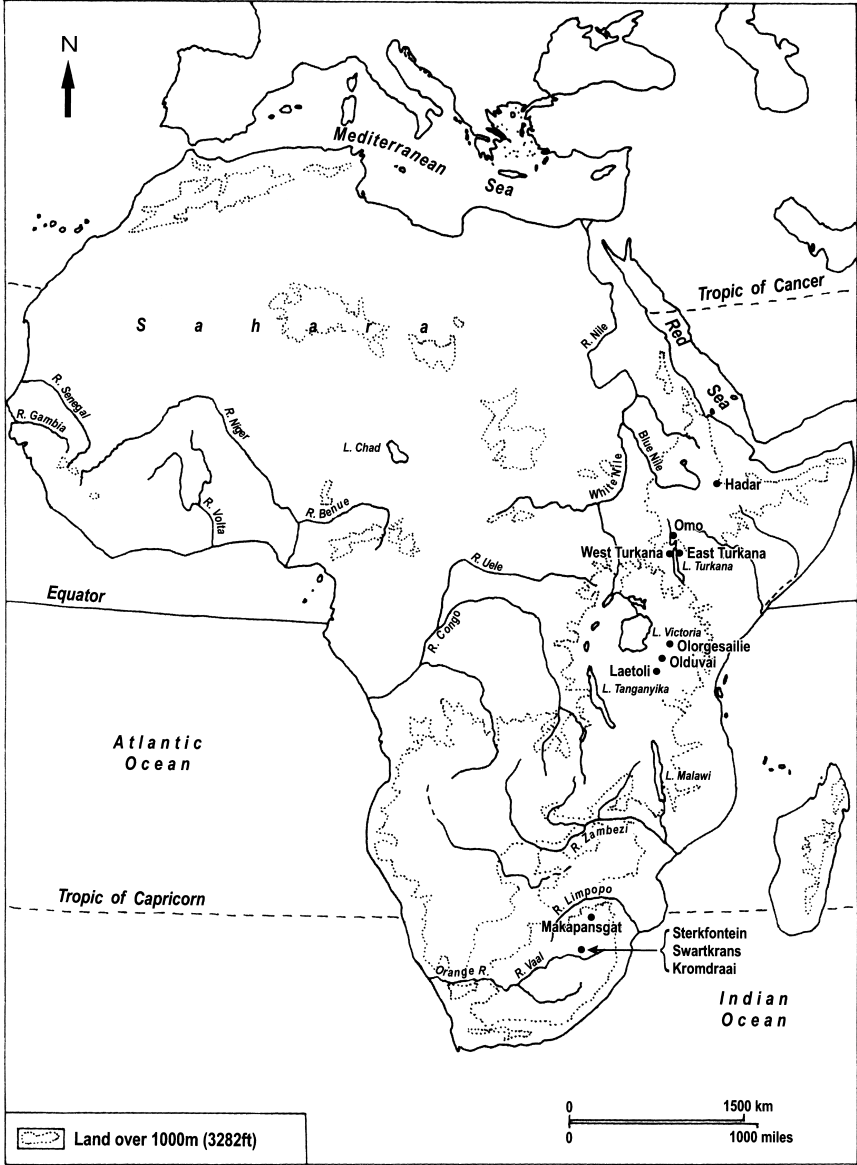 N
Mediterranean
Sea
Tropic of Cancer
Sahara
Red
Sea
R. Nile
R. Senegal
R. Gambia
R. Niger
L. Chad
Blue Nile
White Nile
Hadar
R. Benue
R. Volta
Omo
West Turkana
East Turkana
L. Turkana
R. Uele
Equator
R. Congo
L. Victoria
Olorgesailie
Olduvai
Laetoli
L. Tanganyika
Atlantic
Ocean
L. Malawi
R. Zambezi
Tropic of Capricorn
R. Limpopo
Makapansgat
Sterkfontein
Swartkrans
Kromdraai
Orange R.
R. Vaal
Indian
Ocean
0 1500 km
0 1000 miles
Land over 1000m (3282ft)